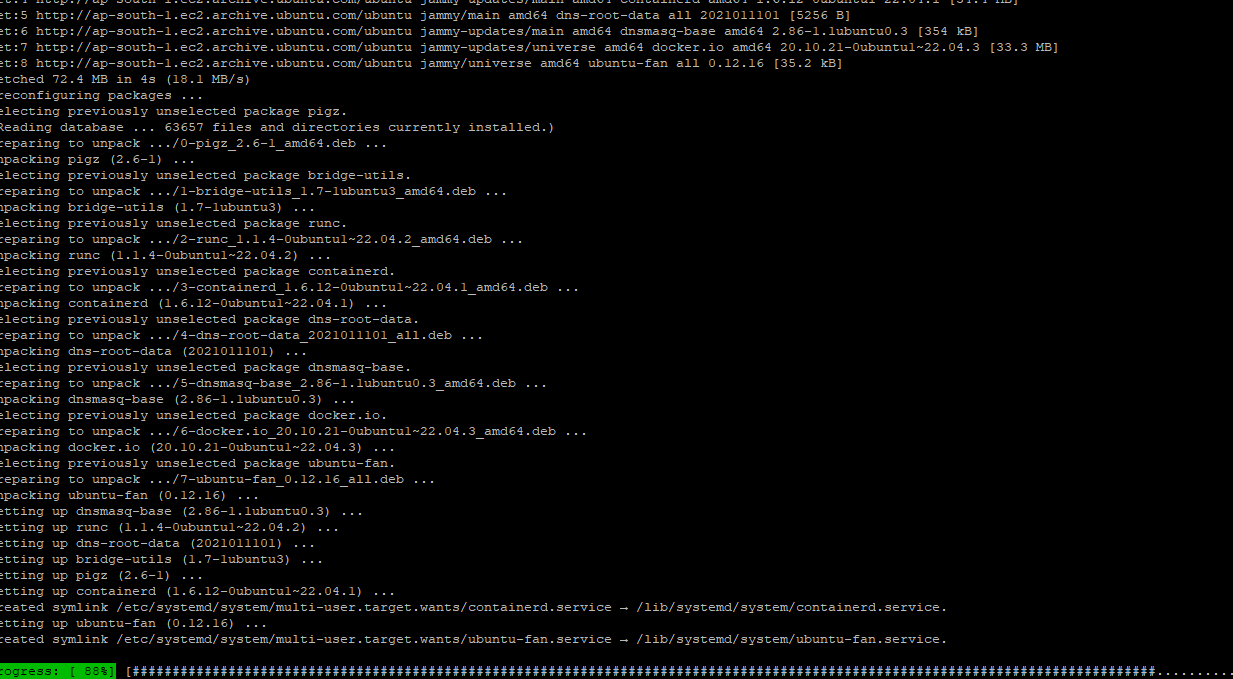 et:5 http://ap-south-1.ec2.archive.ubuntu.com/ubuntu jammy/main amd64 dns-root-data all 2021011101 [5256 B]
et:6 http://ap-south-1.ec2.archive.ubuntu.com/ubuntu jammy-updates/main amd64 dnsmasq-base amd64 2.86-1.1ubuntu0.3 [354 kB]
et:7 http://ap-south-1.ec2.archive.ubuntu.com/ubuntu jammy-updates/universe amd64 docker.io amd64 20.10.21-0ubuntu1~22.04.3 [33.3 MB]
et:8 http://ap-south-1.ec2.archive.ubuntu.com/ubuntu jammy/universe amd64 ubuntu-fan all 0.12.16 [35.2 kB]
etched 72.4 MB in 4s (18.1 MB/s)
reconfiguring packages ...
electing previously unselected package pigz.
Reading database ... 63657 files and directories currently installed.)
reparing to unpack .../0-pigz_2.6-1_amd64.deb ...
npacking pigz (2.6-1) ...
electing previously unselected package bridge-utils.
reparing to unpack .../1-bridge-utils_1.7-1ubuntu3_amd64.deb ...
npacking bridge-utils (1.7-1ubuntu3) ...
electing previously unselected package runc.
reparing to unpack .../2-runc_1.1.4-0ubuntu1~22.04.2_amd64.deb ...
npacking runc (1.1.4-0ubuntu1~22.04.2) ...
electing previously unselected package containerd.
reparing to unpack .../3-containerd_1.6.12-0ubuntu1~22.04.1_amd64.deb ...
npacking containerd (1.6.12-0ubuntu1~22.04.1) ...
electing previously unselected package dns-root-data.
reparing to unpack .../4-dns-root-data_2021011101_all.deb ...
npacking dns-root-data (2021011101) ...
electing previously unselected package dnsmasq-base.
reparing to unpack .../5-dnsmasq-base_2.86-1.1ubuntu0.3_amd64.deb ...
npacking dnsmasq-base (2.86-1.1ubuntu0.3) ...
electing previously unselected package docker.io.
reparing to unpack .../6-docker.io_20.10.21-0ubuntu1~22.04.3_amd64.deb ...
npacking docker.io (20.10.21-0ubuntu1~22.04.3) ...
electing previously unselected package ubuntu-fan.
reparing to unpack .../7-ubuntu-fan_0.12.16_all.deb ...
npacking ubuntu-fan (0.12.16) ...
etting up dnsmasq-base (2.86-1.1ubuntu0.3) ...
etting up runc (1.1.4-0ubuntu1~22.04.2) ...
etting up dns-root-data (2021011101) ...
etting up bridge-utils (1.7-1ubuntu3) ...
etting up pigz (2.6-1) ...
etting up containerd (1.6.12-0ubuntu1~22.04.1) ...
reated symlink /etc/systemd/system/multi-user.target.wants/containerd.service → /lib/systemd/system/containerd.service.
etting up ubuntu-fan (0.12.16) ...
reated symlink /etc/systemd/system/multi-user.target.wants/ubuntu-fan.service → /lib/systemd/system/ubuntu-fan.service.
rogress: [ 88%] [################################################################################################################################..........